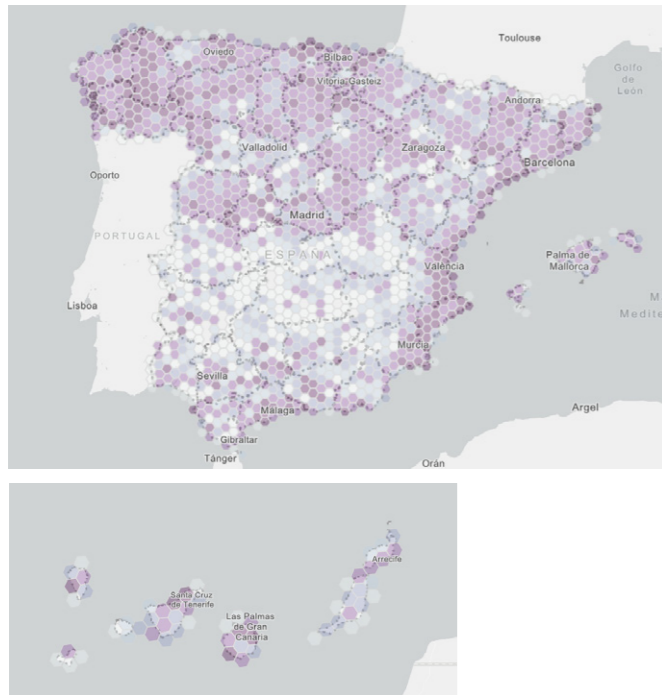 Toulouse
Golfo
de
León
Oviedo
Bilbao
Vitoria-Gasteiz
Andorra
Valladolid
Zaragoza
Barcelona
Oporto
Madrid
PORTUGAL
ESPAÑA
Palma de
Mallorca
València
Lisboa
M
Medite
Murcia
Sevilla
Málaga
Argel
Gibraltar
Tánger
Orán
Arrecife
Santa Cruz
de Tenerife
Las Palmas
de Gran
Canaria